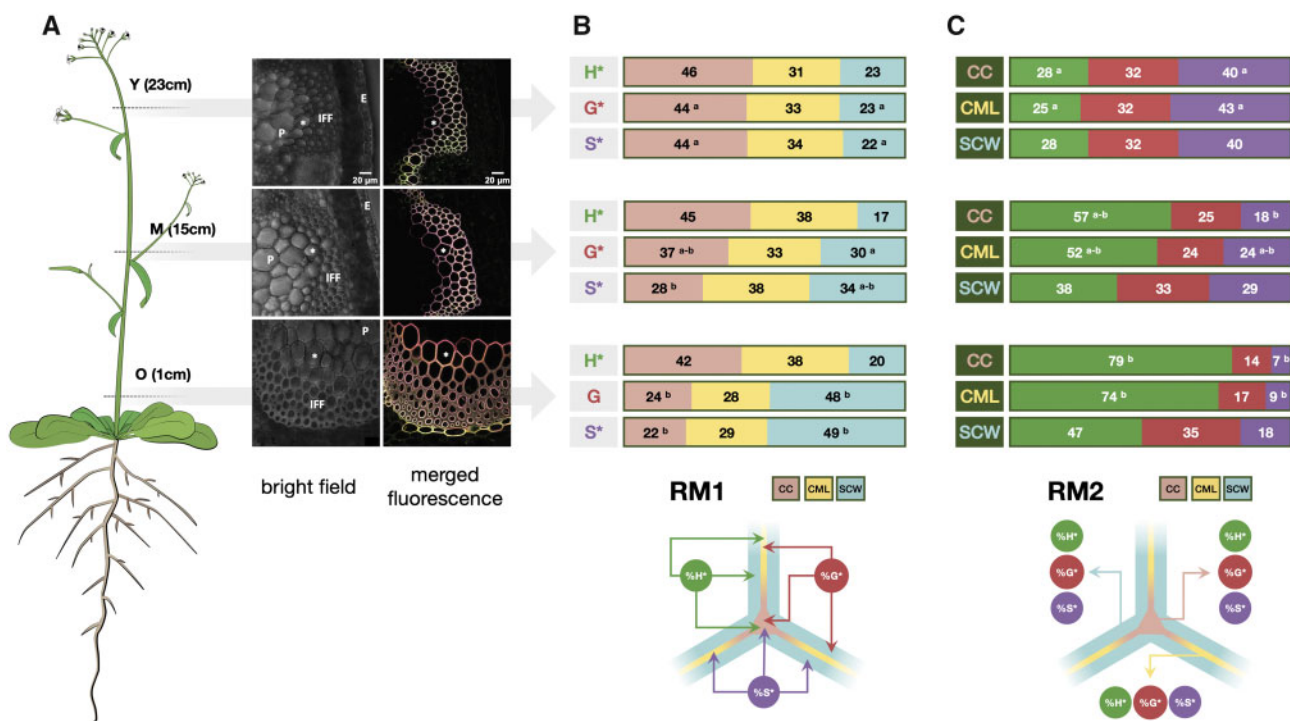 A
Y (23cm)
M (15cm)
O (1cm)
E
IFF
P
*
20 µm
*
20 µm
E
*
P
IFF
*
P
*
IFF
*
bright field
merged
fluorescence
B
H* 46 31 23
G* 44 a 33 23 a
S* 44 a 34 22 a
H* 45 38 17
G* 37 a-b 33 30 a
S* 28 b 38 34 a-b
H* 42 38 20
G 24 b 28 48 b
S* 22 b 29 49 b
RM1 CC CML SCW
%H* %G*
%S*
C
CC 28 a 32 40 a
CML 25 a 32 43 a
SCW 28 32 40
CC 57 a-b 25 18 b
CML 52 a-b 24 24 a-b
SCW 38 33 29
CC 79 b 14 7 b
CML 74 b 17 9 b
SCW 47 35 18
RM2 CC CML SCW
%H* %H*
%G* %G*
%S* %S*
%H* %G* %S*